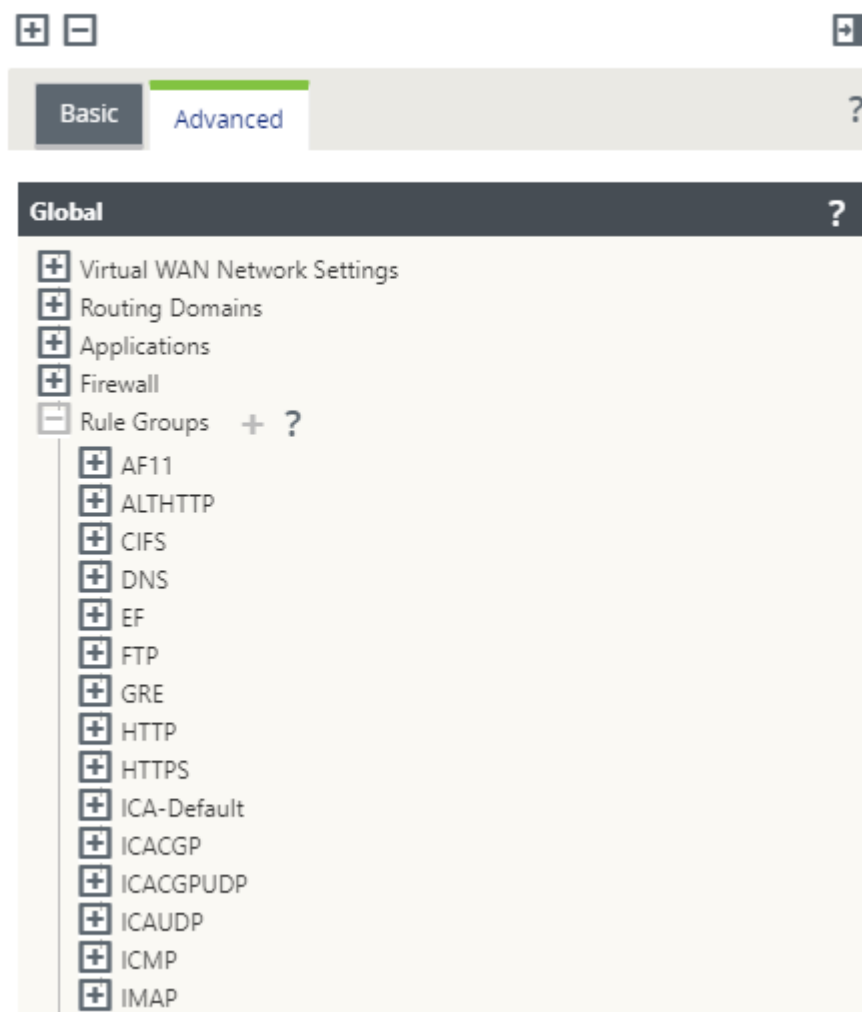 ?
Basic
Advanced
Global ?
Virtual WAN Network Settings
Routing Domains
Applications
Firewall
Rule Groups + ?
AF11
ALTHTTP
CIFS
DNS
EF
FTP
GRE
HTTP
HTTPS
ICA-Default
ICACGP
ICACGPUDP
ICAUDP
ICMP
IMAP